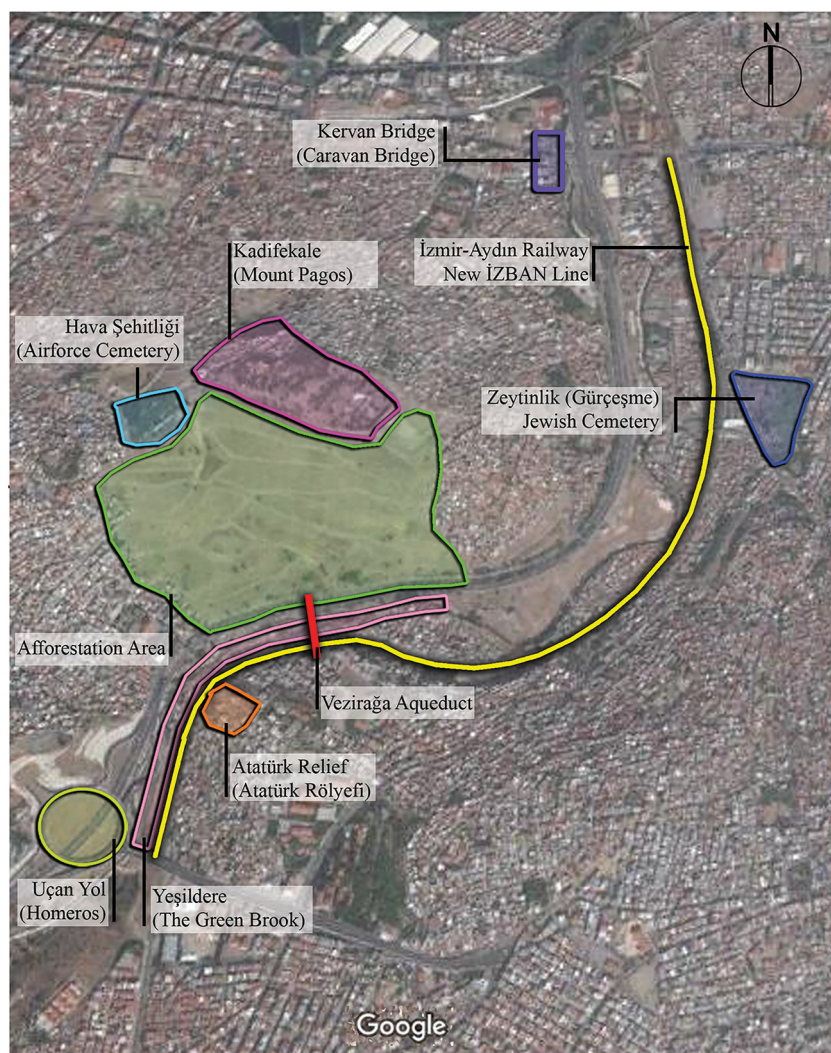 N
Kervan Bridge
(Caravan Bridge)
Kadifekale
(Mount Pagos)
İzmir-Aydın Railway
New İZBAN Line
Hava Şehitliği
(Airforce Cemetery)
Zeytinlik (Gürçeşme)
Jewish Cemetery
Afforestation Area
Vezirağa Aqueduct
Atatürk Relief
(Atatürk Rölyefi)
Uçan Yol
(Homeros)
Yeşildere
(The Green Brook)
Google